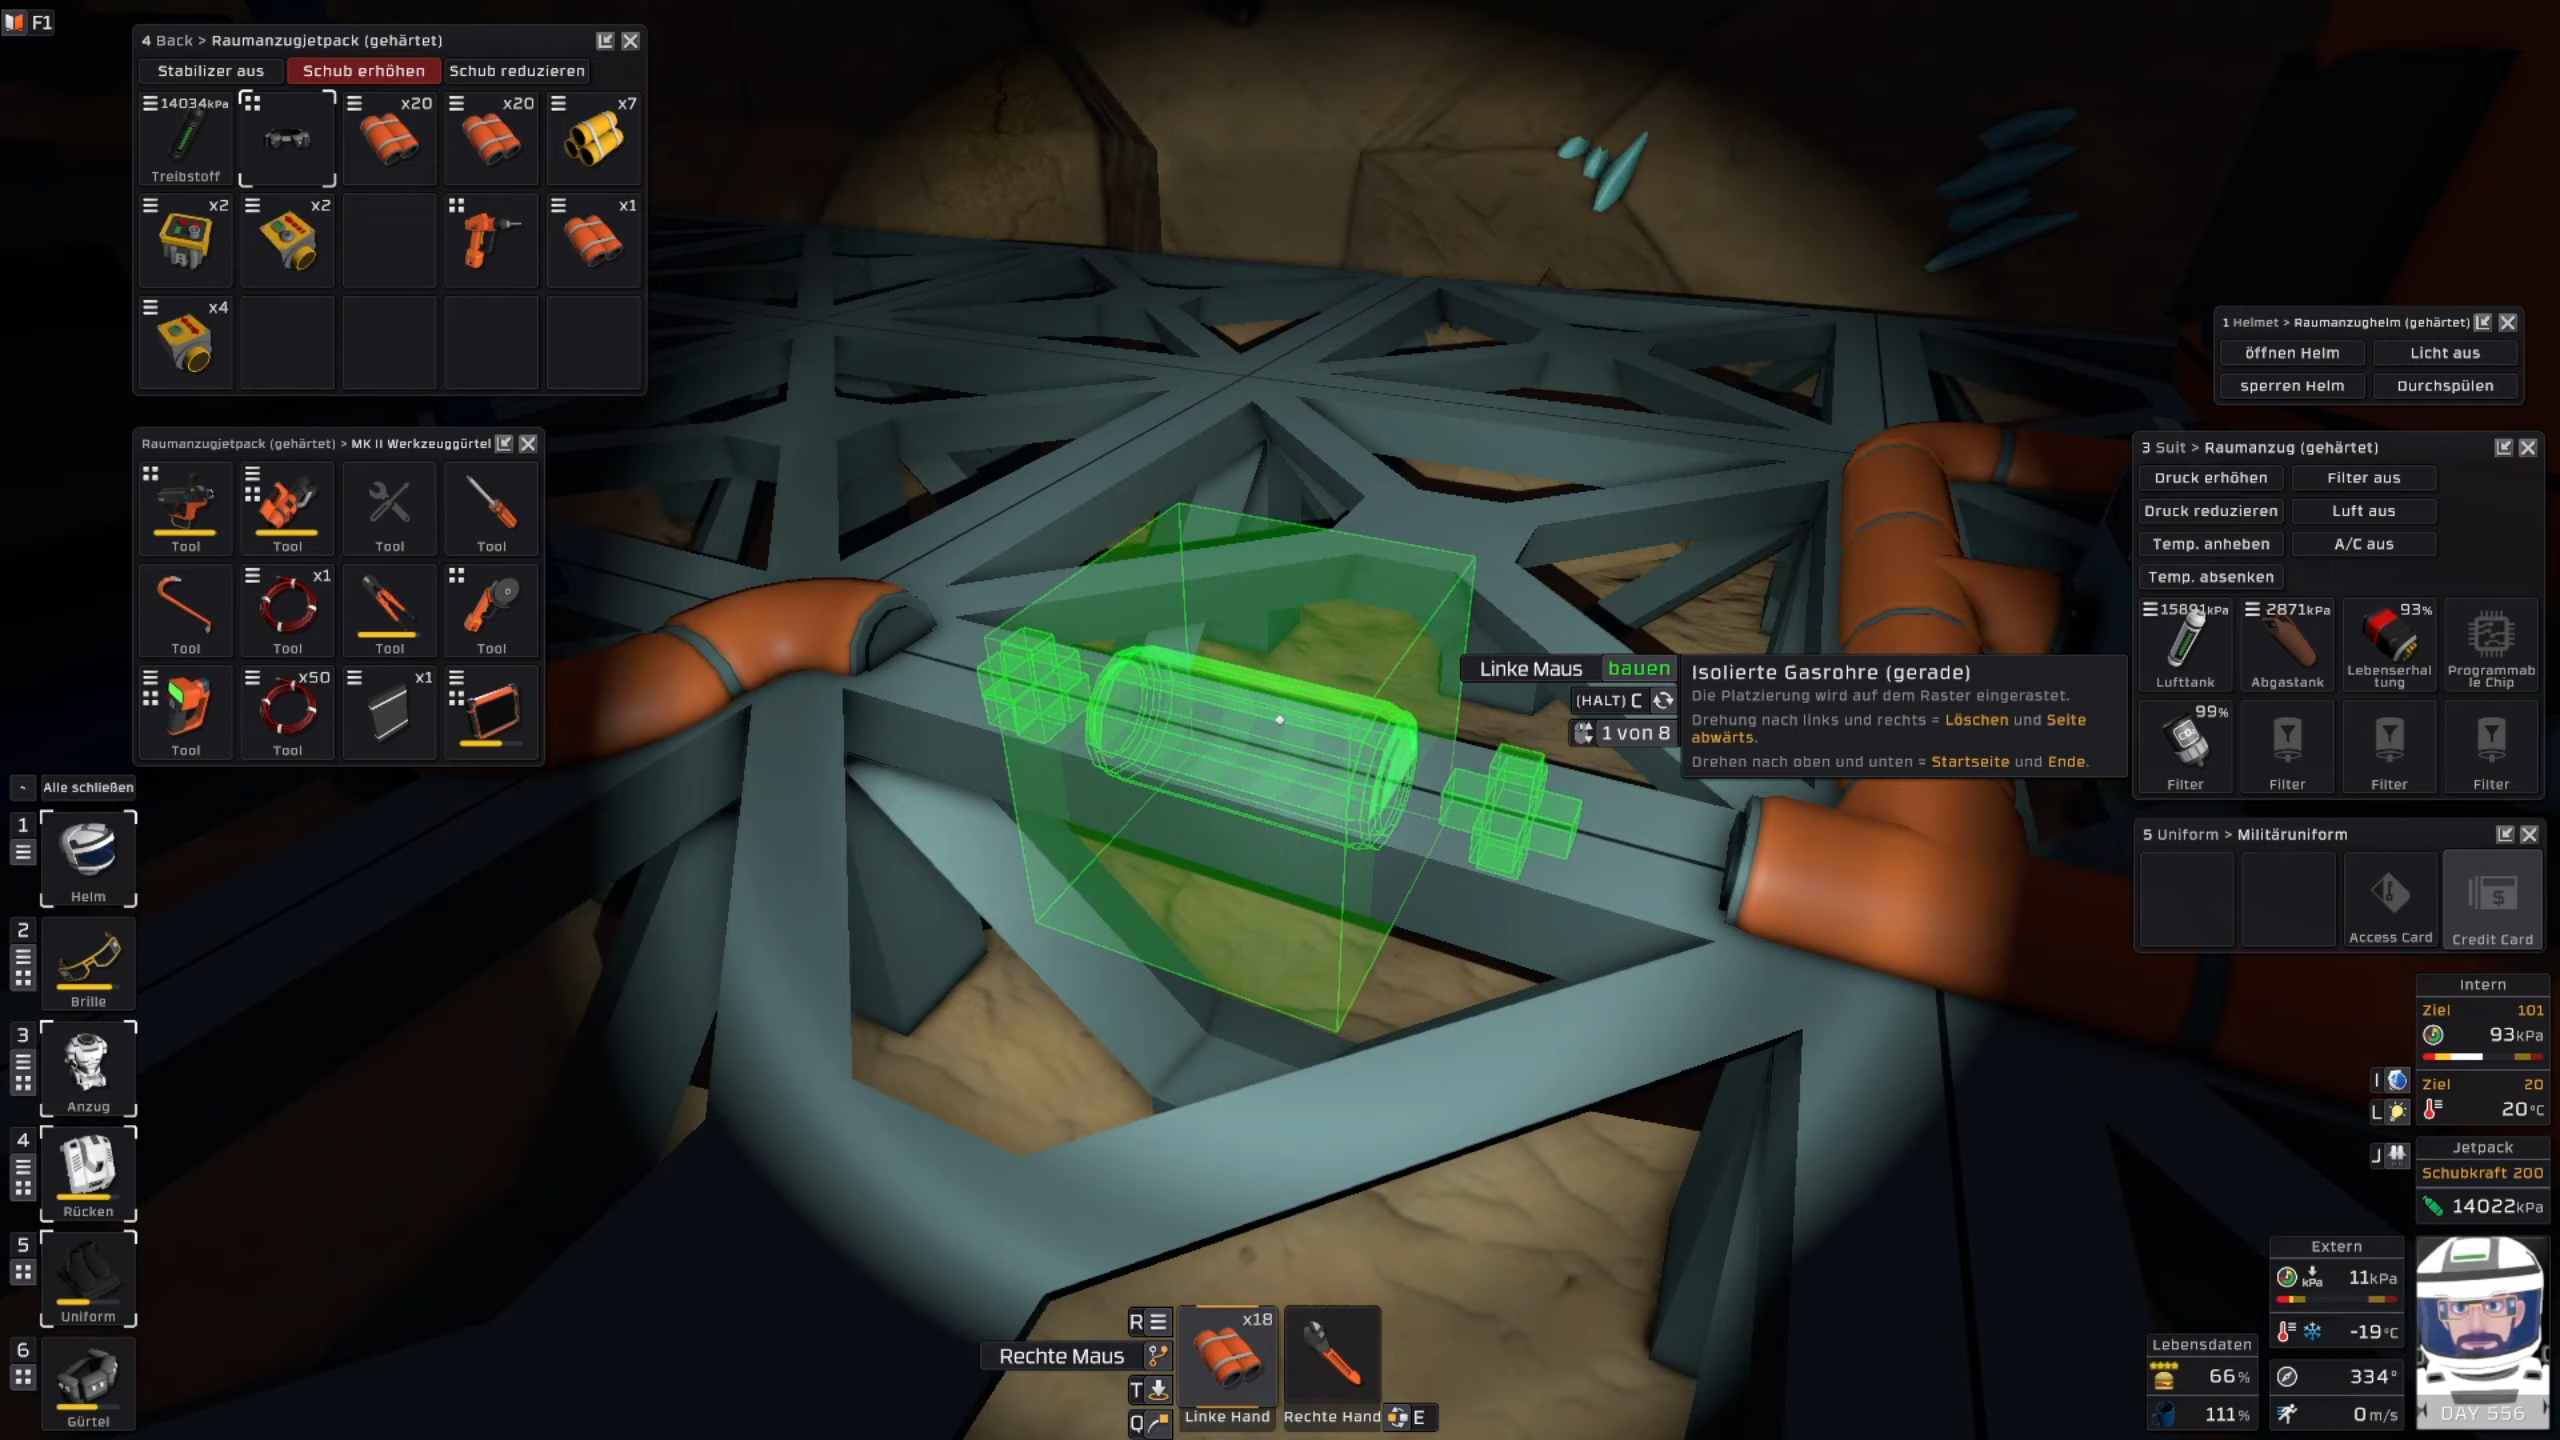 F1
4 Back > Raumanzugjetpack (gehärtet)
Stabilizer aus
Schub erhöhen
Schub reduzieren
14034kPa
x20
x20
x7
Treibstoff
x2
x2
x1
x4
Raumanzugjetpack (gehärtet) > MK II Werkzeuggürtel
Tool
Tool
Tool
Tool
x1
Tool
Tool
Tool
Tool
x50
x1
Tool
Tool
~ Alle schließen
1
Helm
2
Brille
3
Anzug
4
Rücken
5
Uniform
6
Gürtel
Linke Maus bauen
(HALT) C
1 von 8
Isolierte Gasrohre (gerade)
Die Platzierung wird auf dem Raster eingerastet.
Drehung nach links und rechts = Löschen und Seite
abwärts.
Drehen nach oben und unten = Startseite und Ende.
R
x18
Rechte Maus
T
Q
Linke Hand
Rechte Hand
E
1 Helmet > Raumanzughelm (gehärtet)
öffnen Helm
Licht aus
sperren Helm
Durchspülen
3 Suit > Raumanzug (gehärtet)
Druck erhöhen
Filter aus
Druck reduzieren
Luft aus
Temp. anheben
A/C aus
Temp. absenken
15891kPa
2871kPa
93%
Lufttank
Abgastank
Lebenserhal
tung
Programmab
le Chip
99%
Filter
Filter
Filter
Filter
5 Uniform > Militäruniform
Access Card
Credit Card
Intern
Ziel 101
93kPa
I
Ziel 20
L
20°C
J
Jetpack
Schubkraft 200
14022kPa
Extern
kPa
11kPa
-19°C
Lebensdaten
66%
334°
111%
0m/s
DAY 556